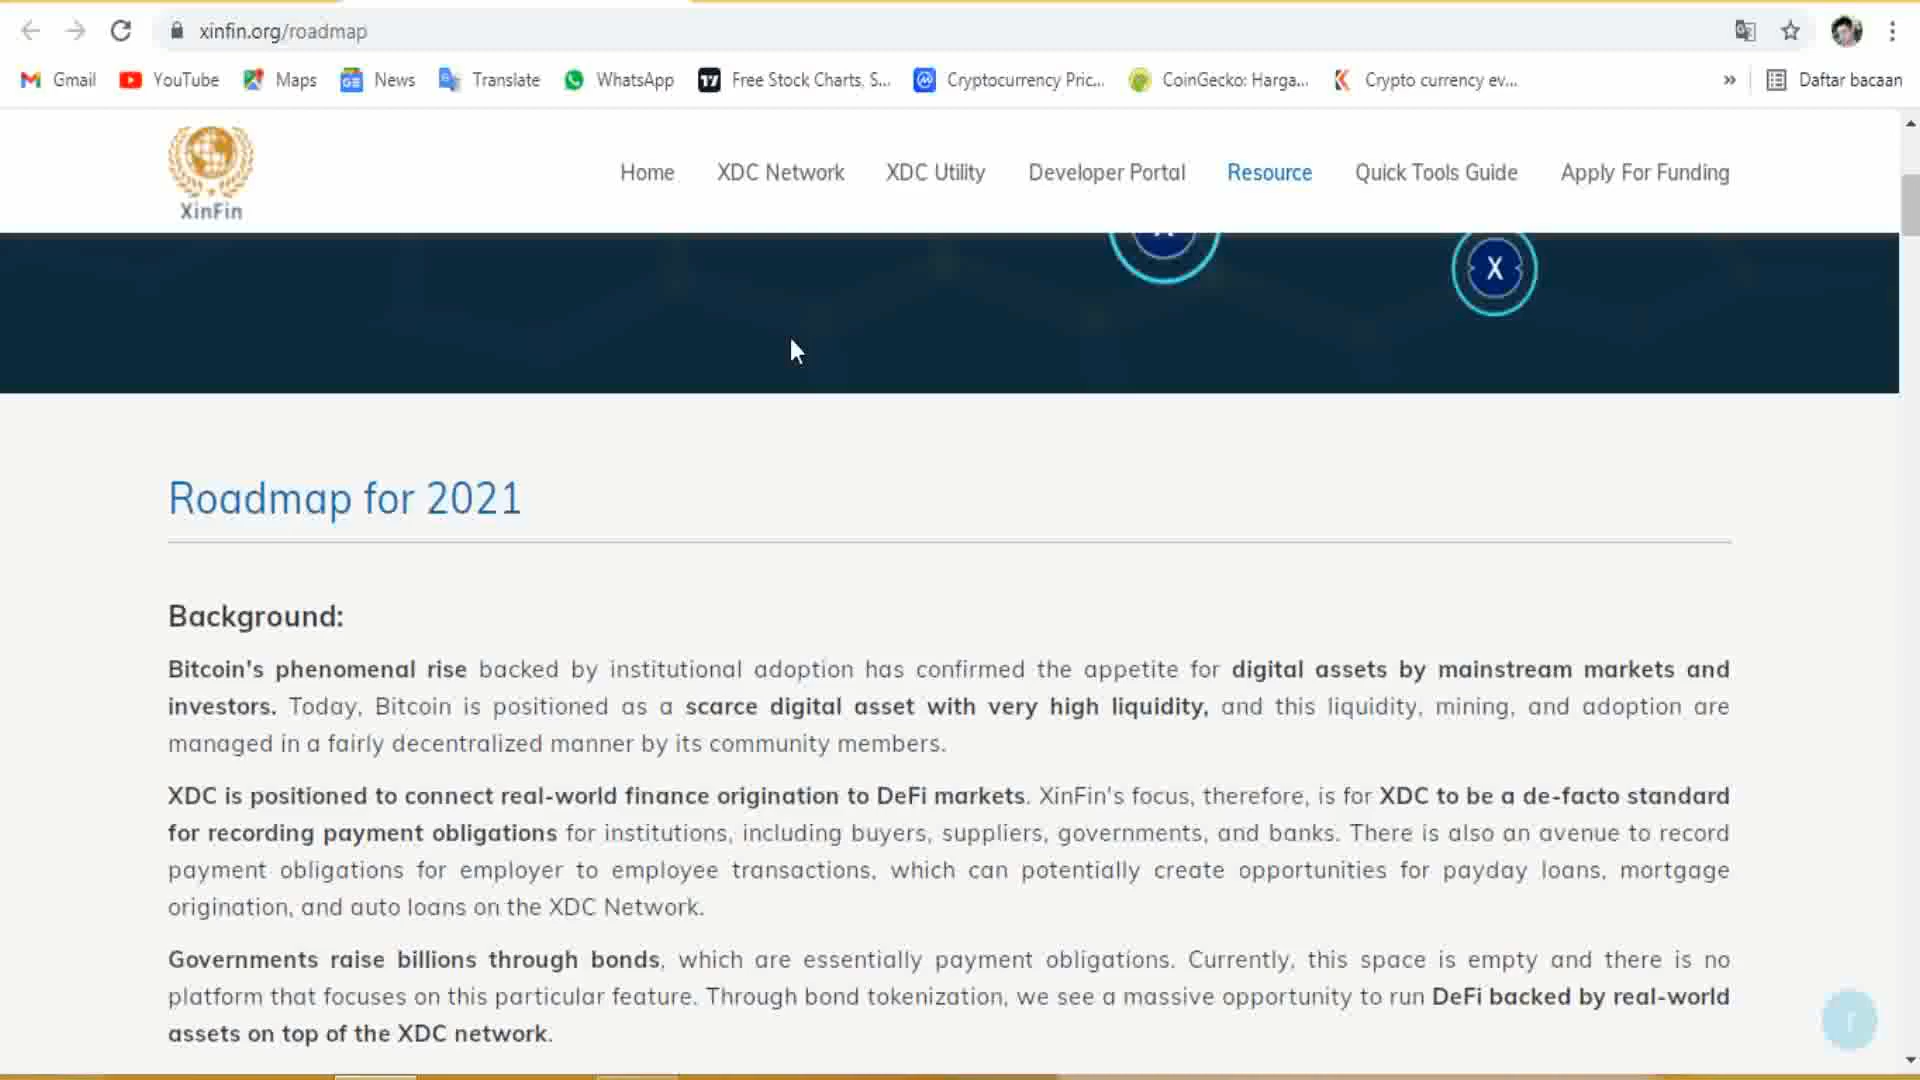 xinfin.org/roadmap
Gmail YouTube Maps News Translate WhatsApp Free Stock Charts, S... Cryptocurrency Pric... CoinGecko: Harga... Crypto currency ev... » Daftar bacaan
XinFin
Home XDC Network XDC Utility Developer Portal Resource Quick Tools Guide Apply For Funding
X
Roadmap for 2021
Background:
Bitcoin's phenomenal rise backed by institutional adoption has confirmed the appetite for digital assets by mainstream markets and
investors. Today, Bitcoin is positioned as a scarce digital asset with very high liquidity, and this liquidity, mining, and adoption are
managed in a fairly decentralized manner by its community members.
XDC is positioned to connect real-world finance origination to DeFi markets. XinFin's focus, therefore, is for XDC to be a de-facto standard
for recording payment obligations for institutions, including buyers, suppliers, governments, and banks. There is also an avenue to record
payment obligations for employer to employee transactions, which can potentially create opportunities for payday loans, mortgage
origination, and auto loans on the XDC Network.
Governments raise billions through bonds, which are essentially payment obligations. Currently, this space is empty and there is no
platform that focuses on this particular feature. Through bond tokenization, we see a massive opportunity to run DeFi backed by real-world
assets on top of the XDC network.